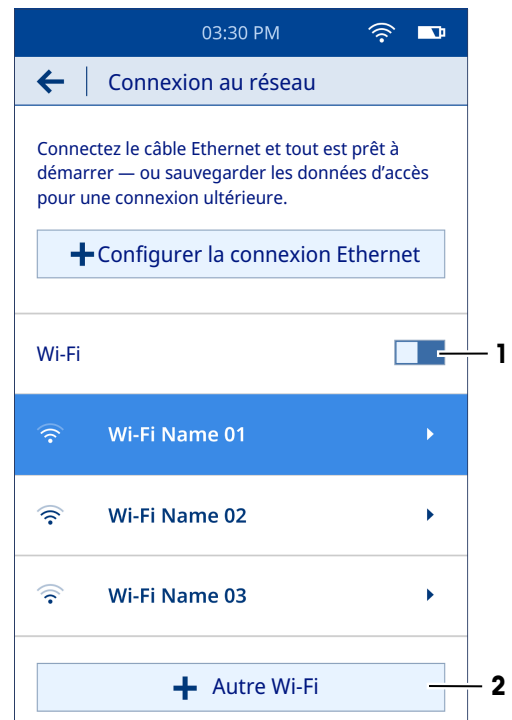 03:30 PM
Connexion au réseau
Connectez le câble Ethernet et tout est prêt à
démarrer — ou sauvegarder les données d’accès
pour une connexion ultérieure.
Configurer la connexion Ethernet
Wi-Fi
1
Wi-Fi Name 01
Wi-Fi Name 02
Wi-Fi Name 03
Autre Wi-Fi
2